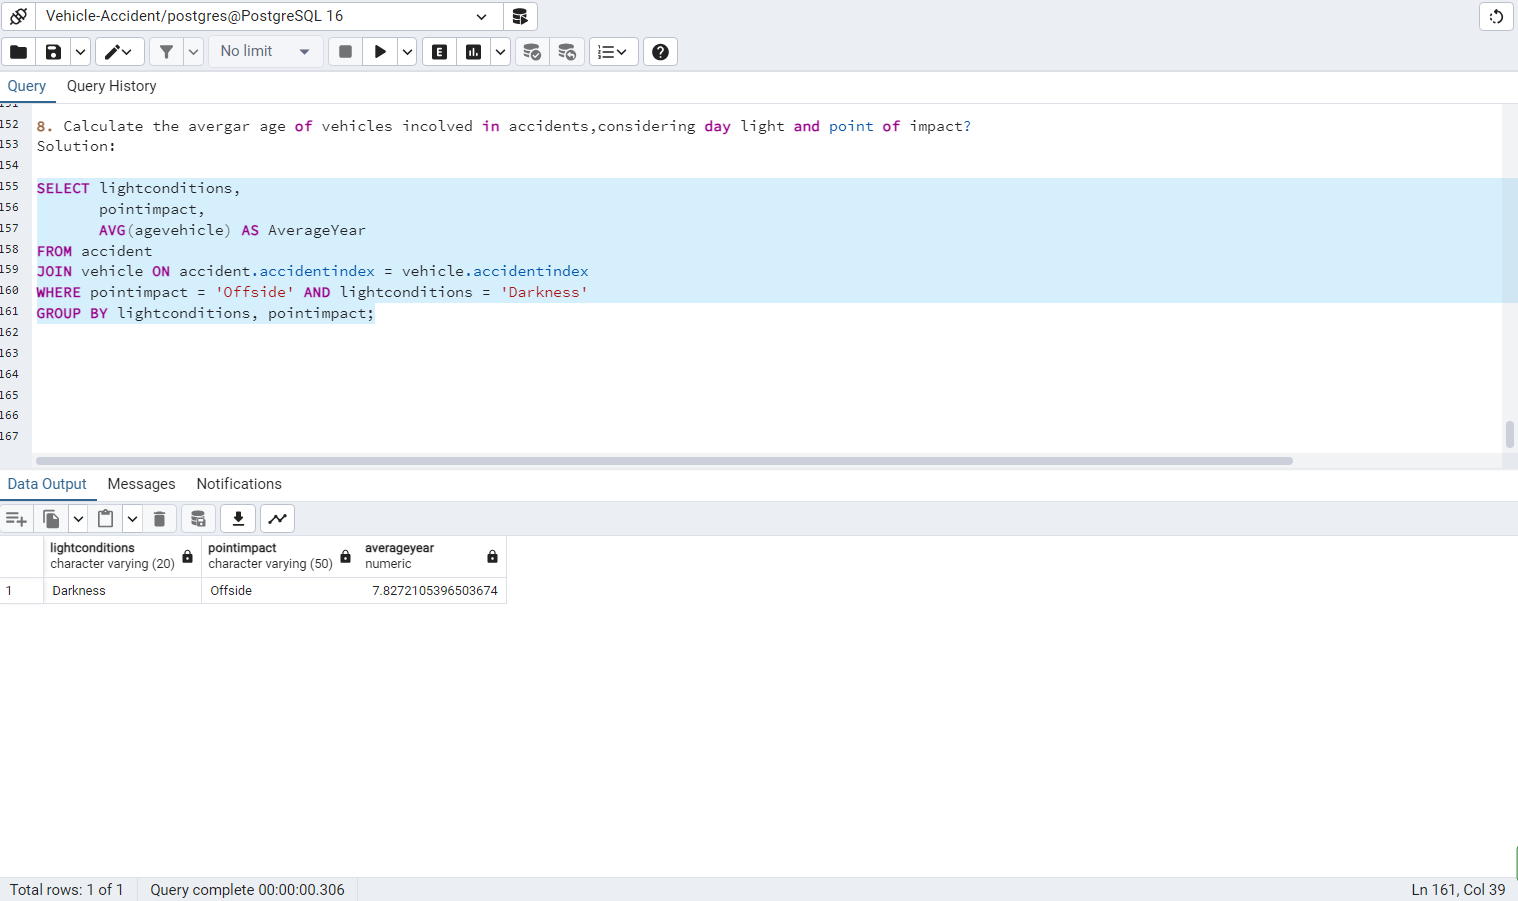 Vehicle-Accident/postgres@PostgreSQL 16
No limit
E
Query Query History
151
152 8. Calculate the avergar age of vehicles incolved in accidents,considering day light and point of impact?
153 Solution:
154
155 SELECT lightconditions,
156 pointimpact,
157 AVG(agevehicle) AS AverageYear
158 FROM accident
159 JOIN vehicle ON accident.accidentindex = vehicle.accidentindex
160 WHERE pointimpact = 'Offside' AND lightconditions = 'Darkness'
161 GROUP BY lightconditions, pointimpact;
162
163
164
165
166
167
Data Output Messages Notifications
lightconditions pointimpact averageyear
character varying (20) character varying (50) numeric
1 Darkness Offside 7.8272105396503674
Total rows: 1 of 1 Query complete 00:00:00.306 Ln 161, Col 39